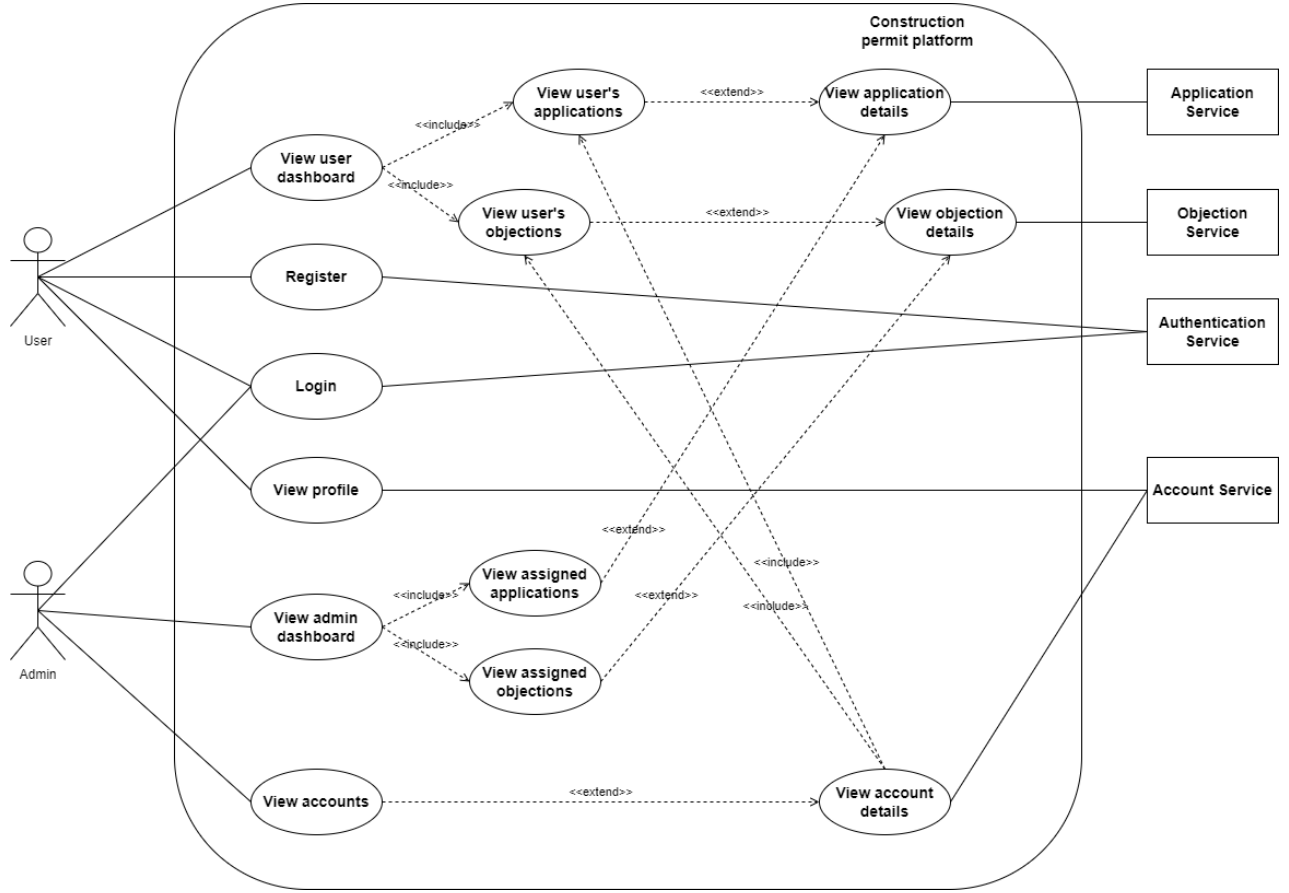 Construction
permit platform
View user's
applications
<<extend>>
View application
details
Application
Service
<<include>>
View user
dashboard
<<include>>
View user's
objections
<<extend>>
View objection
details
Objection
Service
Register
Authentication
Service
User
Login
View profile
Account Service
<<extend>>
<<include>>
View assigned
applications
<<include>>
<<extend>>
<<include>>
View admin
dashboard
<<include>>
View assigned
objections
Admin
View accounts
<<extend>>
View account
details